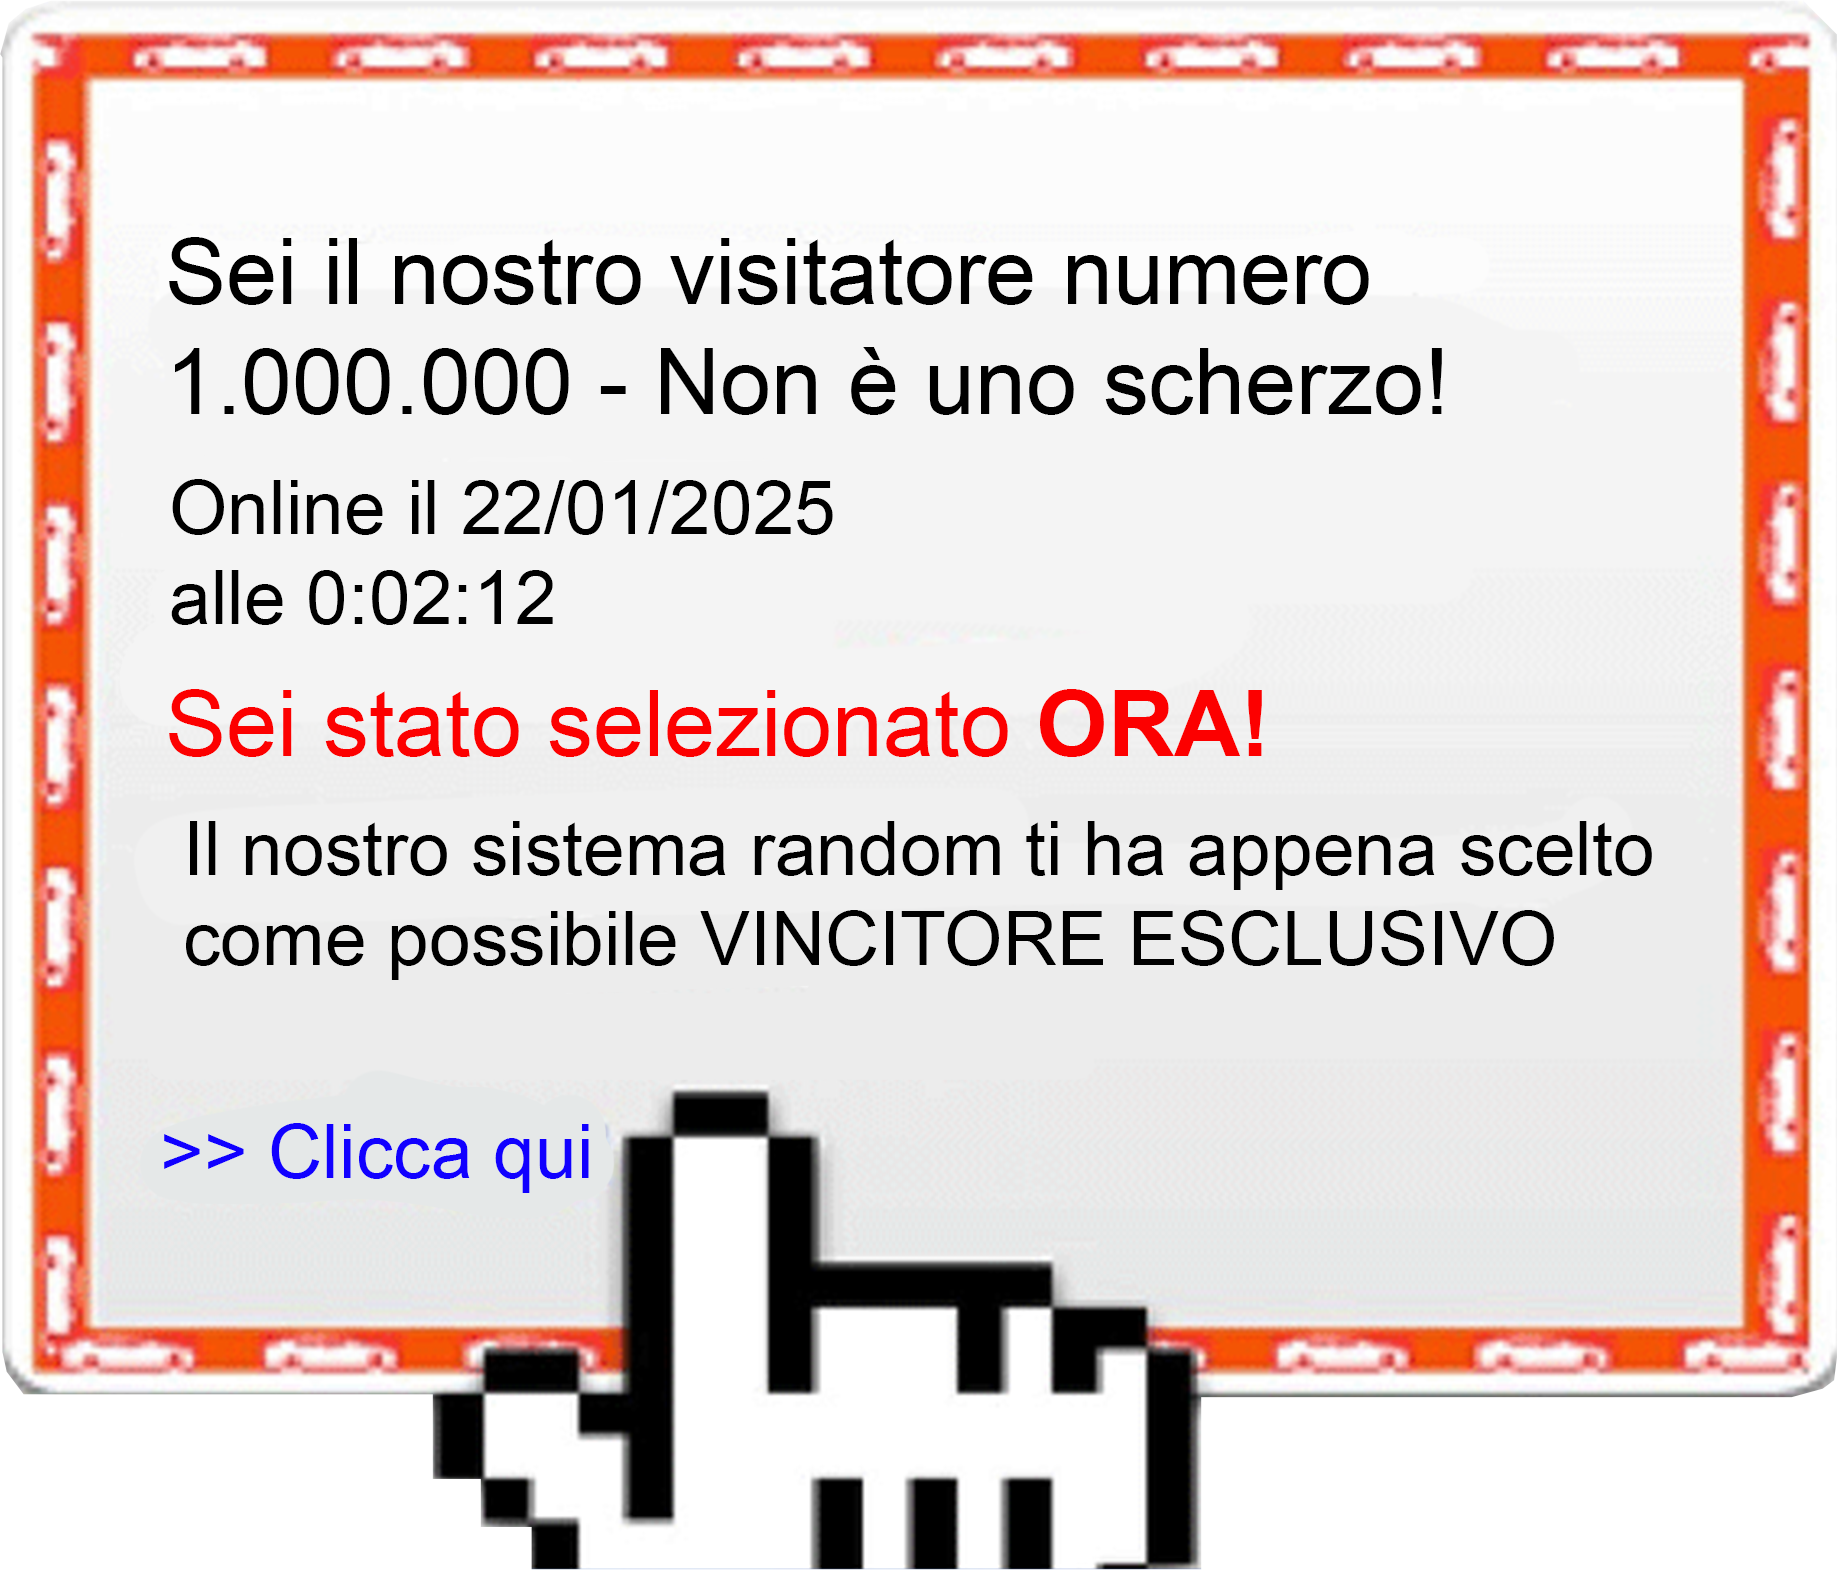 Sei il nostro visitatore numero
1.000.000 - Non è uno scherzo!
Online il 22/01/2025
alle 0:02:12
Sei stato selezionato ORA!
Il nostro sistema random ti ha appena scelto
come possibile VINCITORE ESCLUSIVO
>> Clicca qui